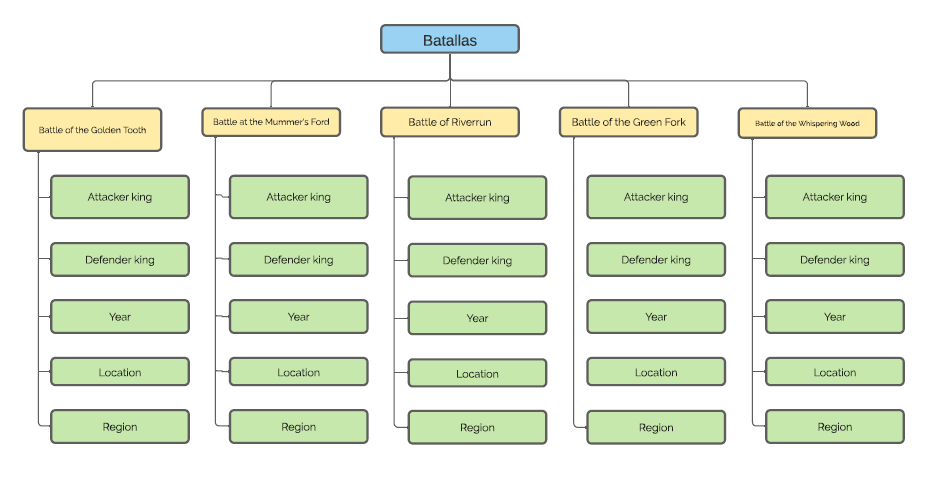 Batallas
Battle of the Golden Tooth
Battle at the Mummer's Ford
Battle of Riverrun
Battle of the Green Fork
Battle of the Whispering Wood
Attacker king
Attacker king
Attacker king
Attacker king
Attacker king
Defender king
Defender king
Defender king
Defender king
Defender king
Year
Year
Year
Year
Year
Location
Location
Location
Location
Location
Region
Region
Region
Region
Region